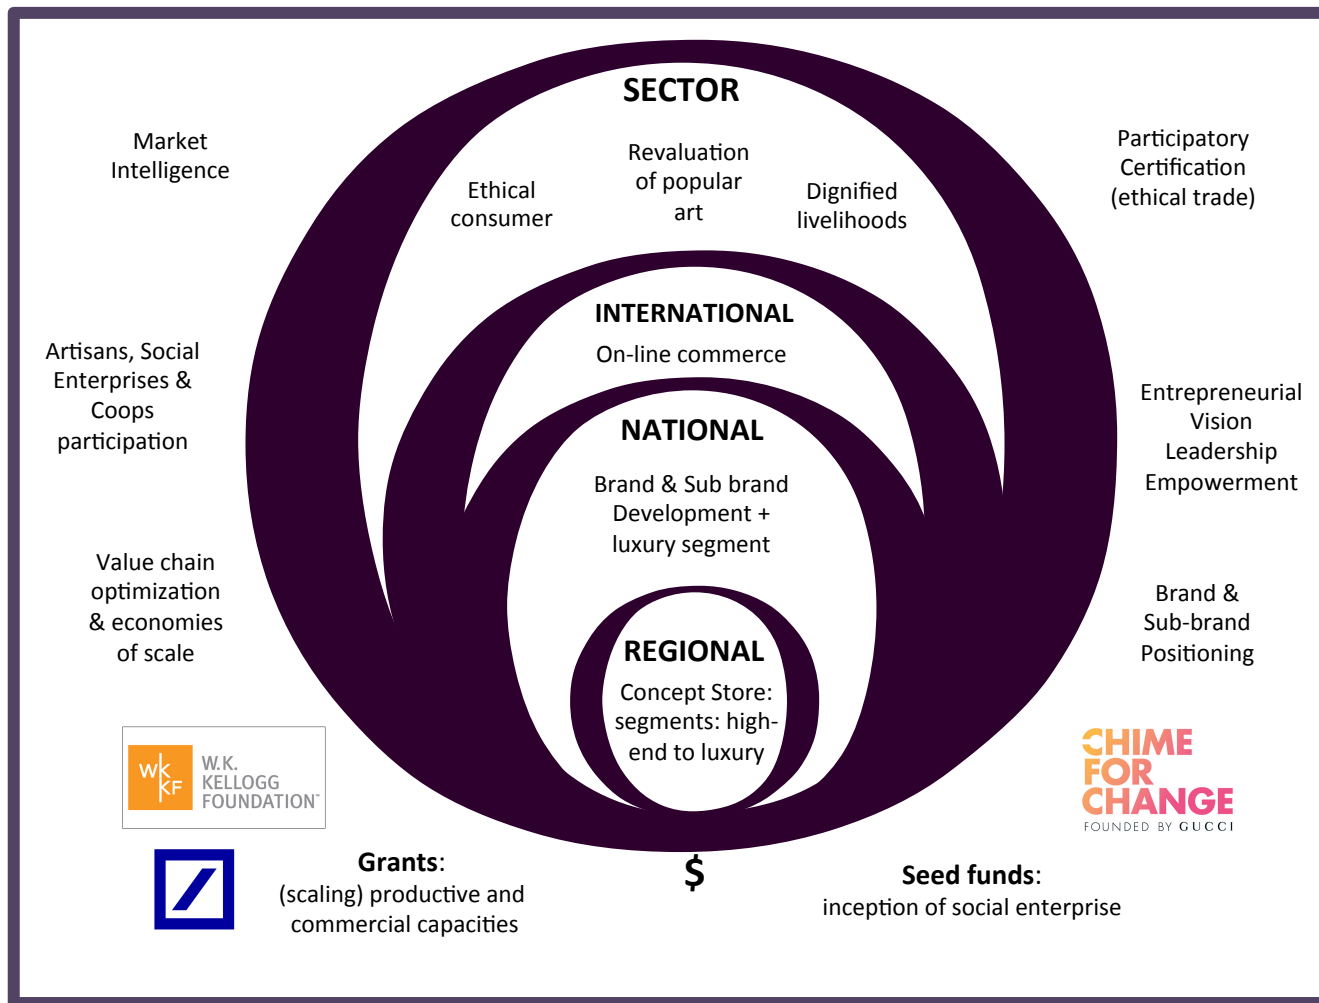 SECTOR
Market
Intelligence
Ethical
consumer
Revaluation
of popular
art
Dignified
livelihoods
Participatory
Certification
(ethical trade)
INTERNATIONAL
On-line commerce
Artisans, Social
Enterprises &
Coops
participation
NATIONAL
Brand & Sub brand
Development +
luxury segment
Entrepreneurial
Vision
Leadership
Empowerment
Value chain
optimization
& economies
of scale
REGIONAL
Concept Store:
segments: high-
end to luxury
Brand &
Sub-brand
Positioning
WK
KF
W.K.
KELLOGG
FOUNDATION™
CHIME
FOR
CHANGE
FOUNDED BY GUCCI
Grants:
(scaling) productive and
commercial capacities
$
Seed funds:
inception of social enterprise